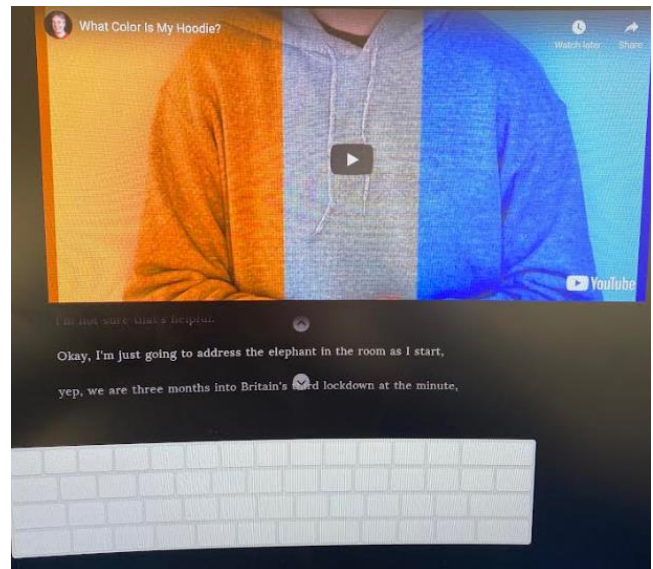 What Color Is My Hoodie?
Watch later
Share
YouTube
I'm not sure that's helpful.
Okay, I'm just going to address the elephant in the room as I start,
yep, we are three months into Britain's third lockdown at the minute,